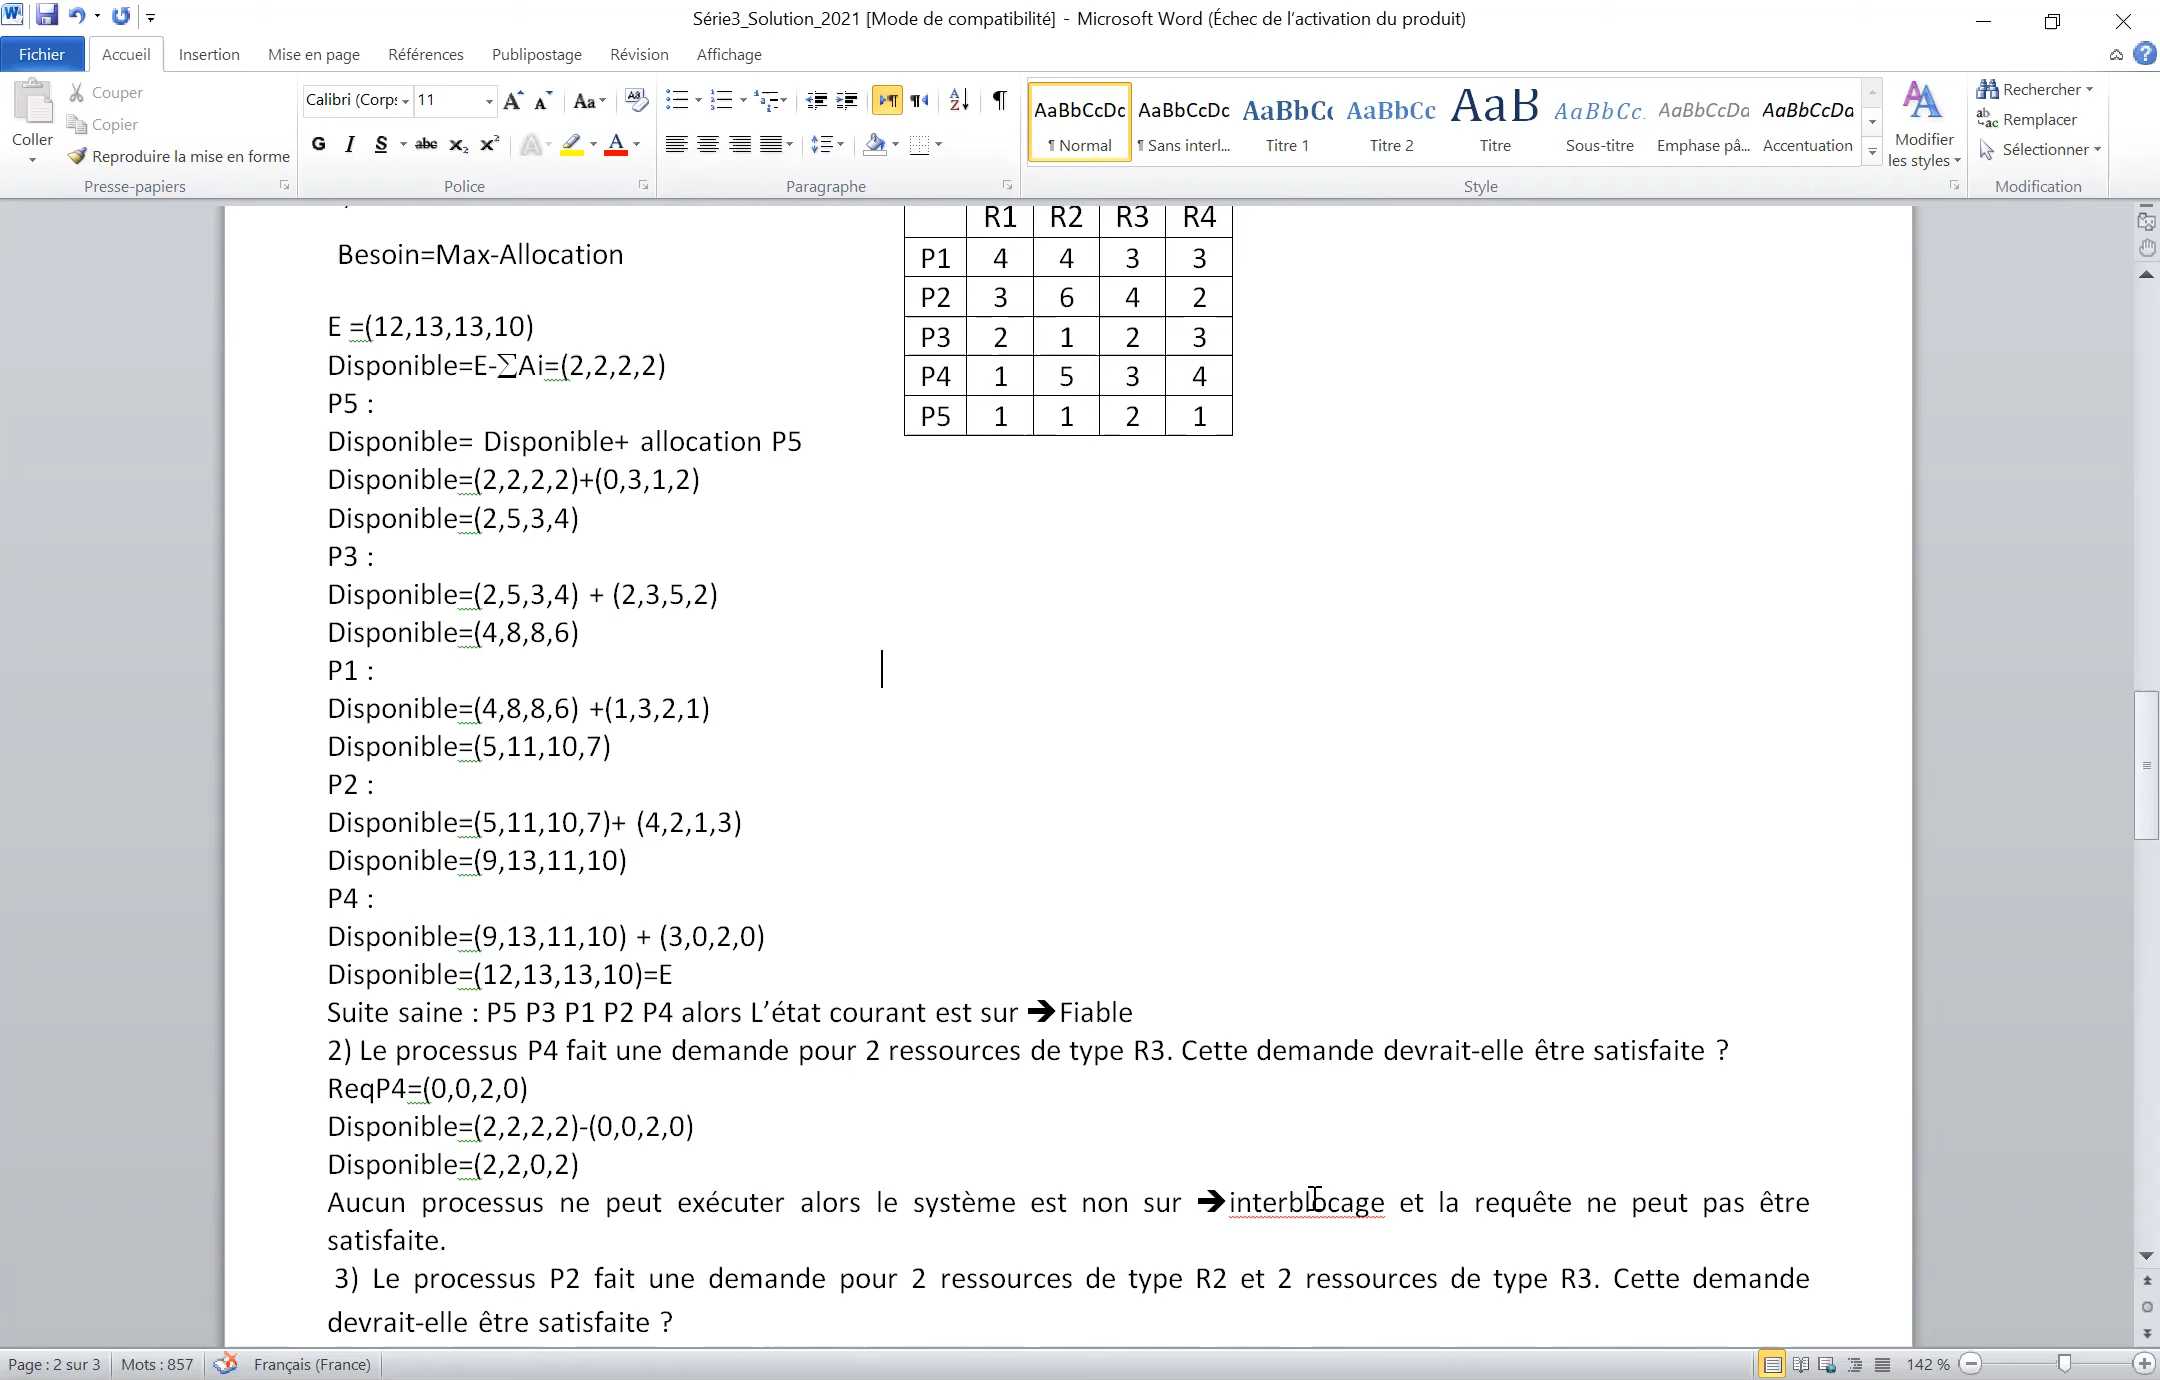 Série3_Solution_2021 [Mode de compatibilité] - Microsoft Word (Échec de l'activation du produit)
Fichier Accueil Insertion Mise en page Références Publipostage Révision Affichage
Couper
Copier
Coller
Reproduire la mise en forme
Presse-papiers
Calibri (Corps 11
G I S abc x₂ x²
Police
Paragraphe
AaBbCcDc AaBbCcDc AaBbC AaBbCc AaB AaBbCc. AaBbCcDa AaBbCcDa
¶ Normal ¶ Sans interl... Titre 1 Titre 2 Titre Sous-titre Emphase pâ... Accentuation
Style
Modifier
les styles
Rechercher
Remplacer
Sélectionner
Modification
R1 R2 R3 R4
Besoin=Max-Allocation
P1 4 4 3 3
P2 3 6 4 2
P3 2 1 2 3
P4 1 5 3 4
P5 1 1 2 1
E =(12,13,13,10)
Disponible=E-∑Ai=(2,2,2,2)
P5 :
Disponible= Disponible+ allocation P5
Disponible=(2,2,2,2)+(0,3,1,2)
Disponible=(2,5,3,4)
P3 :
Disponible=(2,5,3,4) + (2,3,5,2)
Disponible=(4,8,8,6)
P1 :
Disponible=(4,8,8,6) +(1,3,2,1)
Disponible=(5,11,10,7)
P2 :
Disponible=(5,11,10,7)+ (4,2,1,3)
Disponible=(9,13,11,10)
P4 :
Disponible=(9,13,11,10) + (3,0,2,0)
Disponible=(12,13,13,10)=E
Suite saine : P5 P3 P1 P2 P4 alors L'état courant est sur ➔Fiable
2) Le processus P4 fait une demande pour 2 ressources de type R3. Cette demande devrait-elle être satisfaite ?
ReqP4=(0,0,2,0)
Disponible=(2,2,2,2)-(0,0,2,0)
Disponible=(2,2,0,2)
Aucun processus ne peut exécuter alors le système est non sur ➔interblocage et la requête ne peut pas être
satisfaite.
3) Le processus P2 fait une demande pour 2 ressources de type R2 et 2 ressources de type R3. Cette demande
devrait-elle être satisfaite ?
Page : 2 sur 3 Mots : 857 Français (France) 142 %